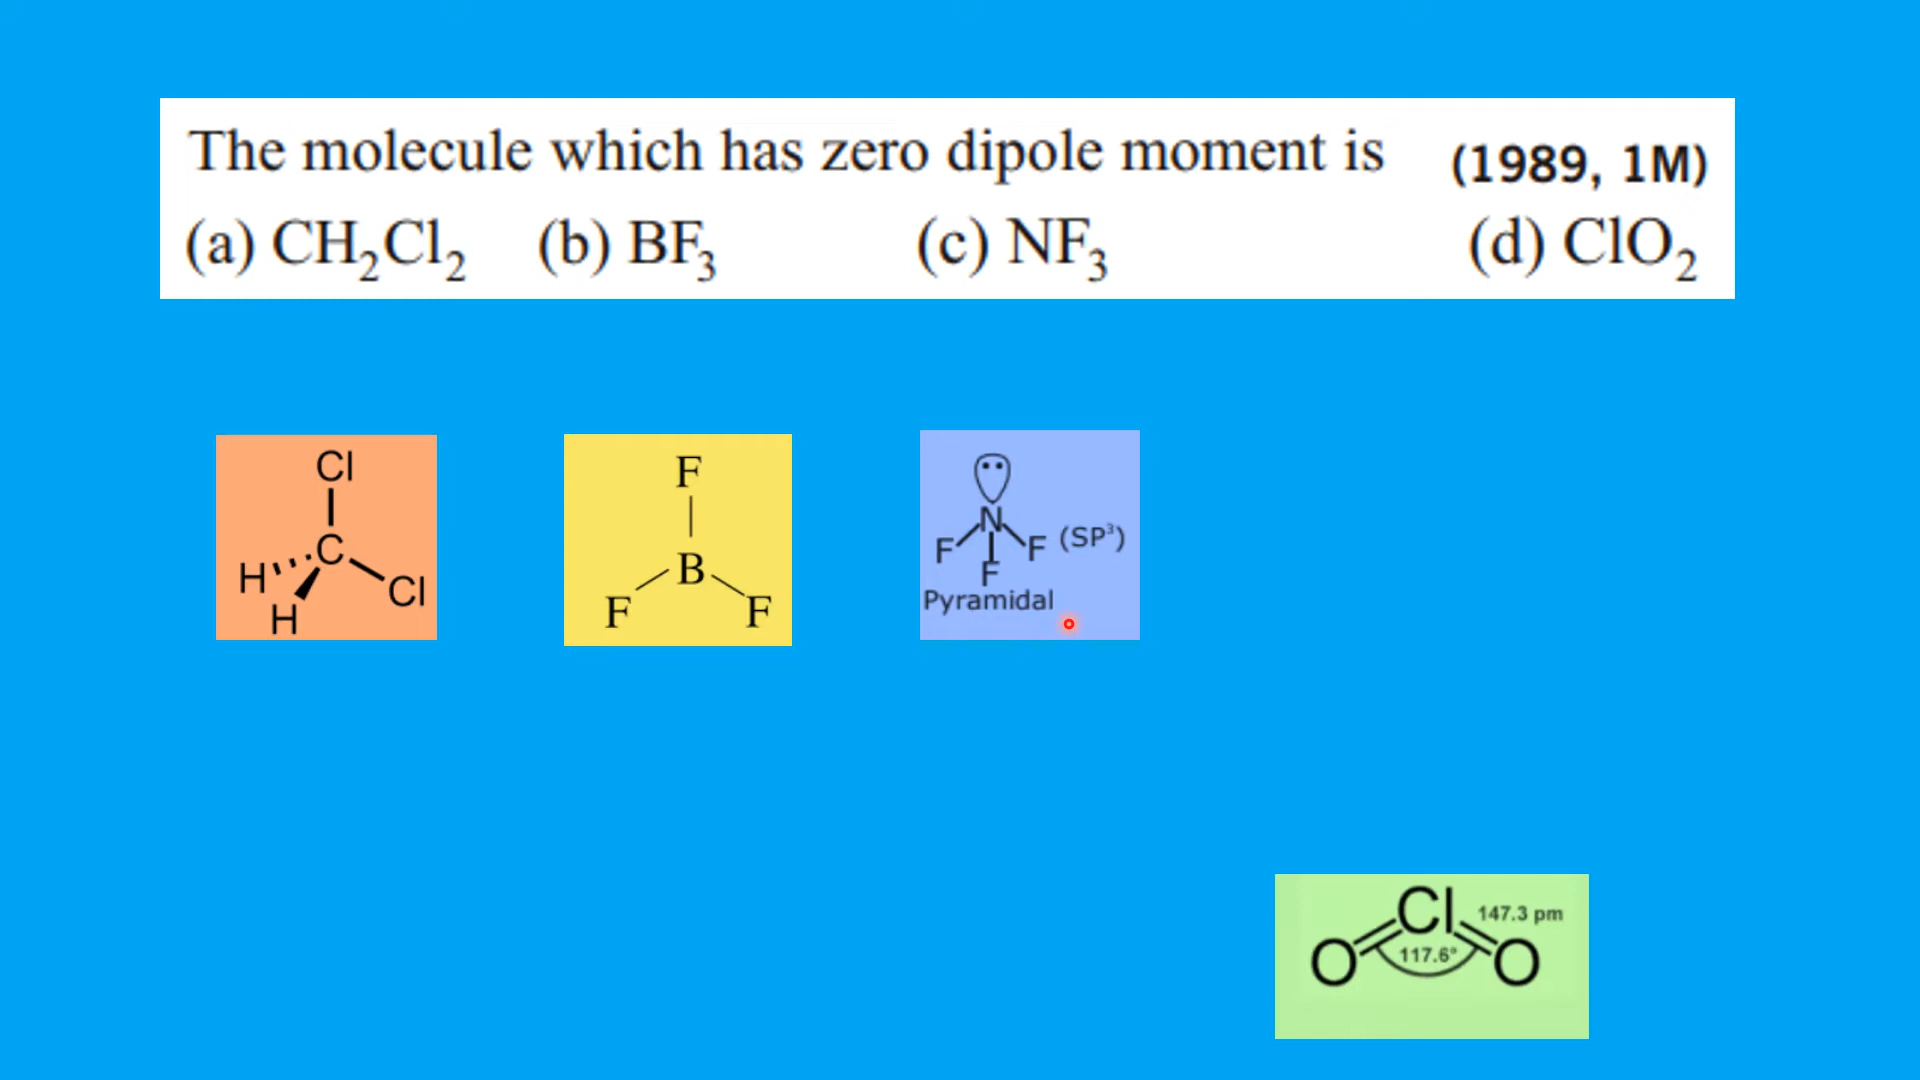 The molecule which has zero dipole moment is (1989, 1M)
(a) CH₂Cl₂ (b) BF₃ (c) NF₃ (d) ClO₂
Cl
C
H
Cl
H
F
B
F F
N
F F (SP³)
F
Pyramidal
Cl 147.3 pm
117.6°
O O